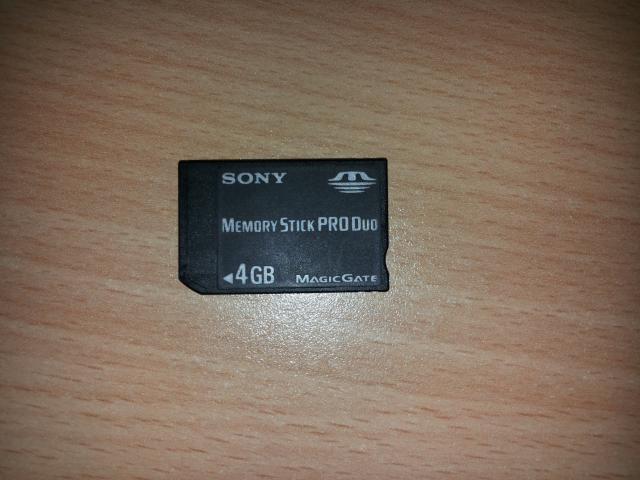 SONY
MEMORY STICK PRO DUO
4GB MAGICGATE